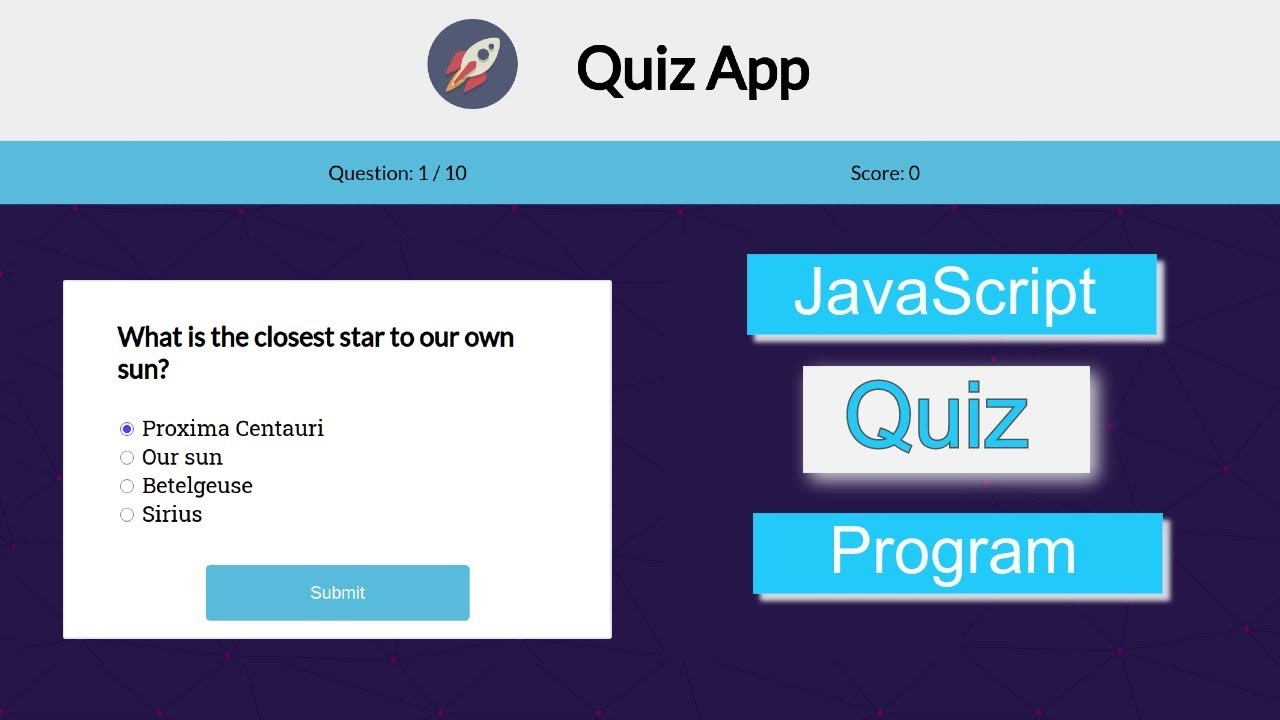 Quiz App
Question: 1 / 10
Score: 0
What is the closest star to our own
sun?
Proxima Centauri
Our sun
Betelgeuse
Sirius
Submit
JavaScript
Quiz
Program